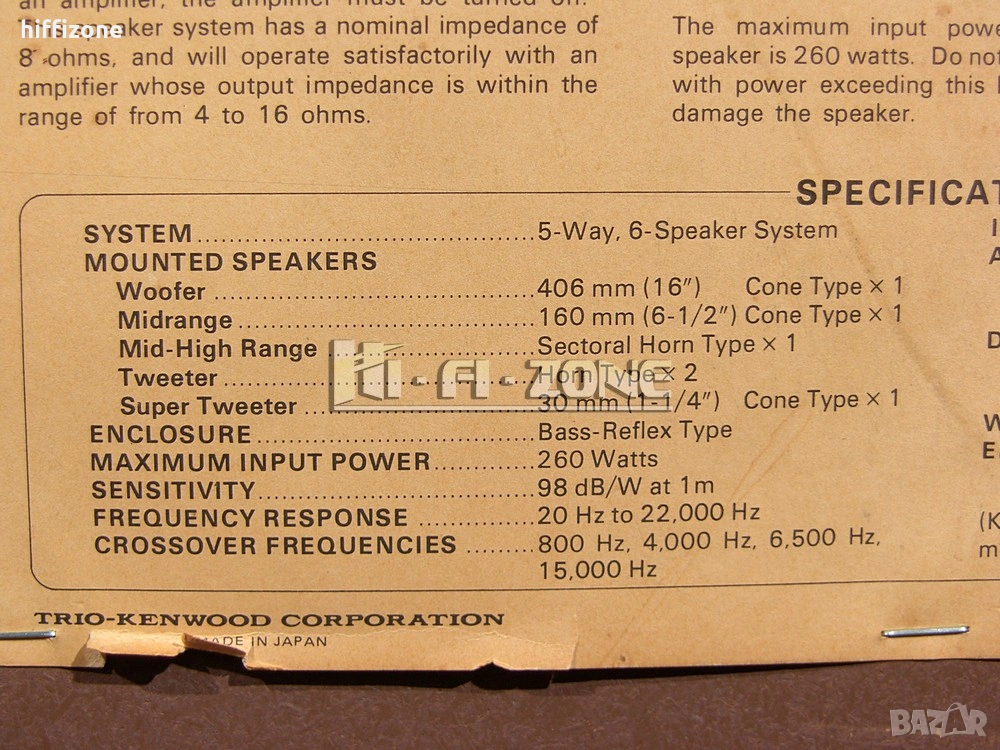 hiffizone
an amplifier, the amplifier must be turned off.
speaker system has a nominal impedance of
8 ohms, and will operate satisfactorily with an
amplifier whose output impedance is within the
range of from 4 to 16 ohms.
The maximum input
speaker is 260 watts. Do not
with power exceeding this
damage the speaker.
SYSTEM..........5-Way, 6-Speaker System
MOUNTED SPEAKERS
Woofer..........406 mm (16″) Cone Type × 1
Midrange..........160 mm (6-1/2″) Cone Type × 1
Mid-High Range..........Sectoral Horn Type × 1
Tweeter..........Horn Type × 2
Super Tweeter..........30 mm (1-1/4″) Cone Type × 1
ENCLOSURE..........Bass-Reflex Type
MAXIMUM INPUT POWER..........260 Watts
SENSITIVITY..........98 dB/W at 1m
FREQUENCY RESPONSE..........20 Hz to 22,000 Hz
CROSSOVER FREQUENCIES..........800 Hz, 4,000 Hz, 6,500 Hz,
15,000 Hz
HI-FI-ZONE
TRIO-KENWOOD CORPORATION
MADE IN JAPAN
BAZAR